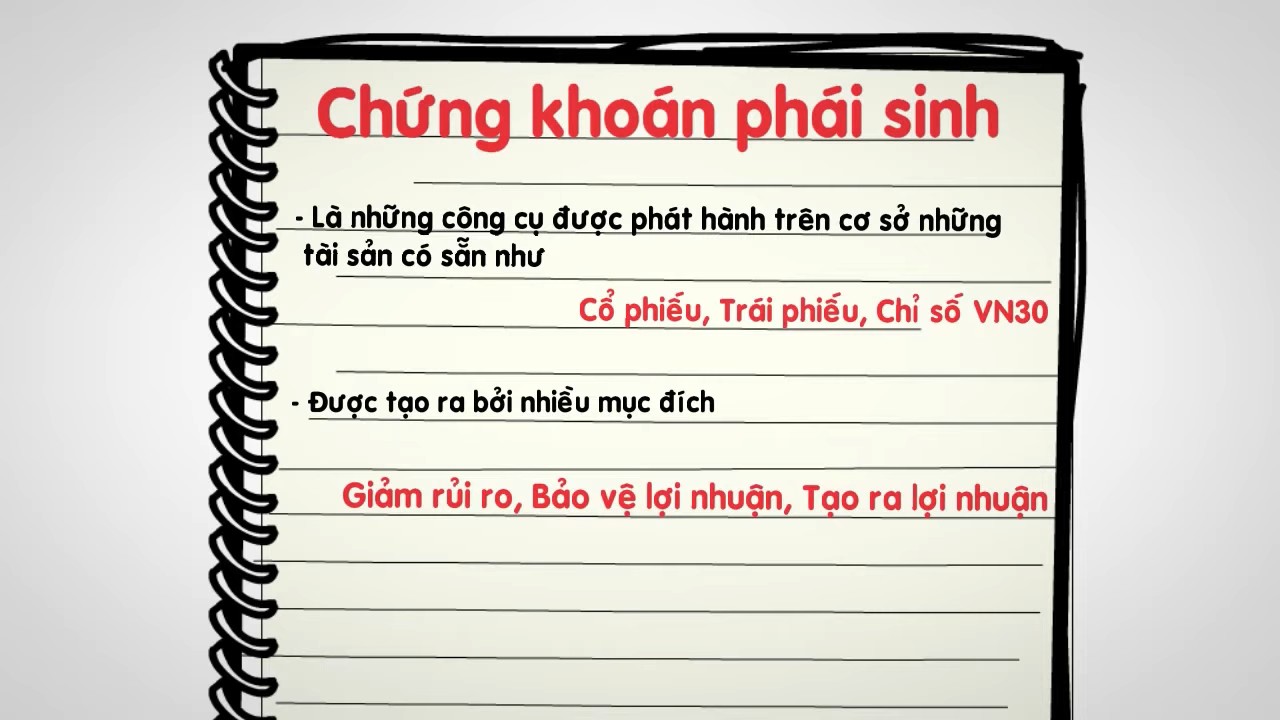 Chứng khoán phái sinh
- Là những công cụ được phát hành trên cơ sở những
tài sản có sẵn như
Cổ phiếu, Trái phiếu, Chỉ số VN30
- Được tạo ra bởi nhiều mục đích
Giảm rủi ro, Bảo vệ lợi nhuận, Tạo ra lợi nhuận